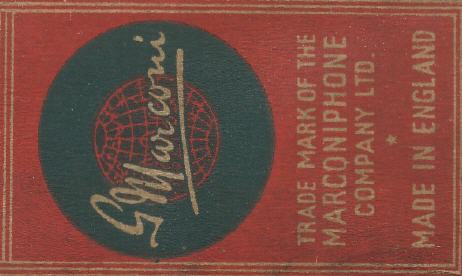 G Marconi
TRADE MARK OF THE
MARCONIPHONE
COMPANY LTD.
MADE IN ENGLAND